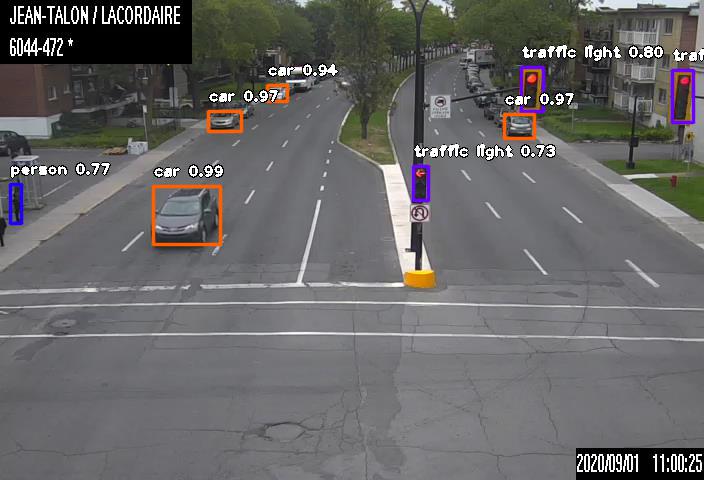 JEAN-TALON / LACORDAIRE
6044-472 *
traffic light 0.80
traf
car 0.94
car 0.97
car 0.97
traffic light 0.73
person 0.77
car 0.99
2020/09/01 11:00:25